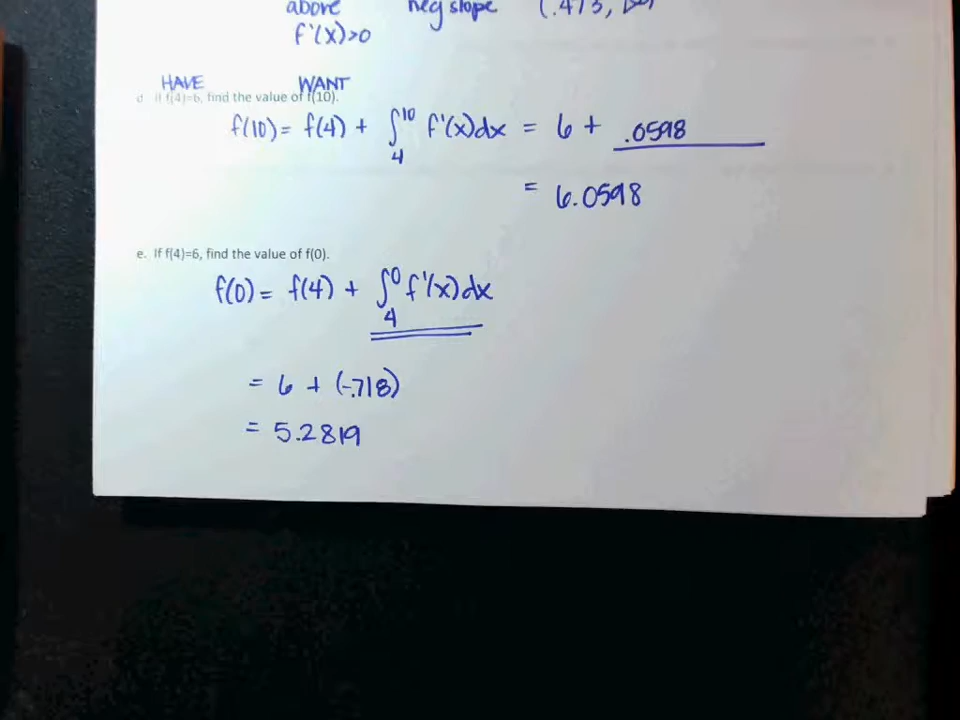 above neg slope
f'(x)>0
HAVE WANT
d. If f(4)=6, find the value of f(10).
f(10) = f(4) + ∫₄¹⁰ f'(x)dx = 6 + .0598
= 6.0598
e. If f(4)=6, find the value of f(0).
f(0) = f(4) + ∫₄⁰ f'(x)dx
= 6 + (-.718)
= 5.2819